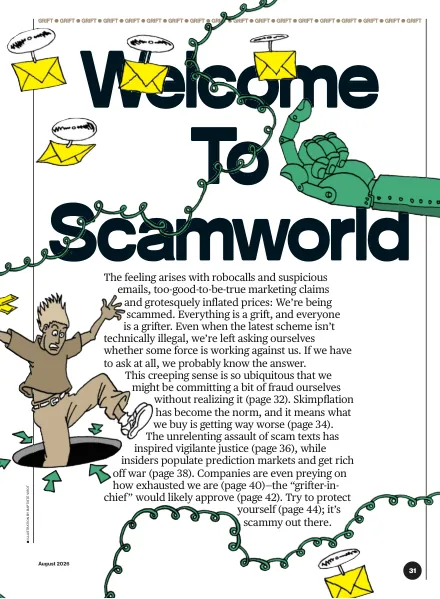 GRIFT ● GRIFT ● GRIFT ● GRIFT ● GRIFT ● GRIFT ● GRIFT ● GRIFT ● GRIFT ● GRIFT ● GRIFT ● GRIFT ● GRIFT ● GRIFT ● GRIFT ● GRIFT ● GRIFT
Welcome
To
Scamworld
The feeling arises with robocalls and suspicious
emails, too-good-to-be-true marketing claims
and grotesquely inflated prices: We’re being
scammed. Everything is a grift, and everyone
is a grifter. Even when the latest scheme isn’t
technically illegal, we’re left asking ourselves
whether some force is working against us. If we have
to ask at all, we probably know the answer.
This creeping sense is so ubiquitous that we
might be committing a bit of fraud ourselves
without realizing it (page 32). Skimpflation
has become the norm, and it means what
we buy is getting way worse (page 34).
The unrelenting assault of scam texts has
inspired vigilante justice (page 36), while
insiders populate prediction markets and get rich
off war (page 38). Companies are even preying on
how exhausted we are (page 40)—the “grifter-in-
chief” would likely approve (page 42). Try to protect
yourself (page 44); it’s
scammy out there.
August 2026
31